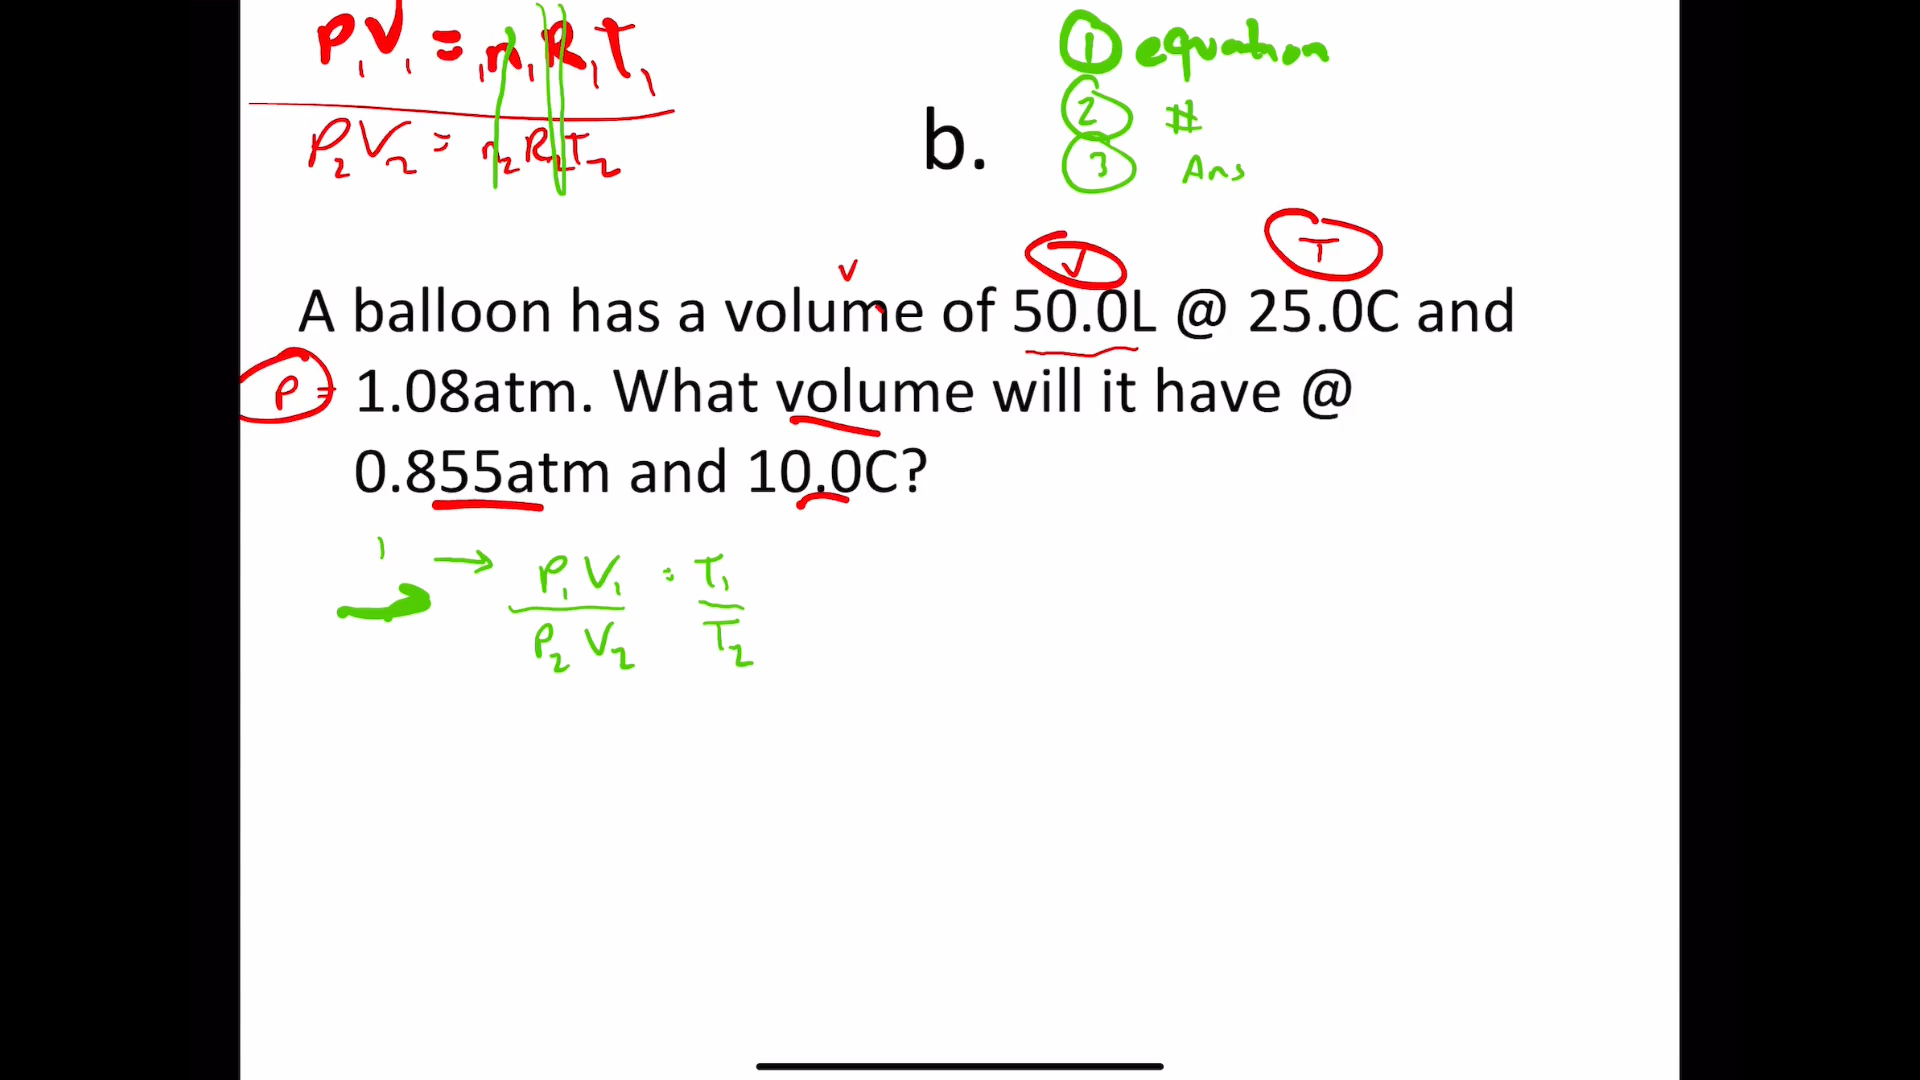 P₁V₁ = n₁R₁T₁
P₂V₂ = n₂R₂T₂
① equation
② #
③ Ans
b.
V
V
T
A balloon has a volume of 50.0L @ 25.0C and
P = 1.08atm. What volume will it have @
0.855atm and 10.0C?
1 → P₁V₁ = T₁
P₂V₂ T₂